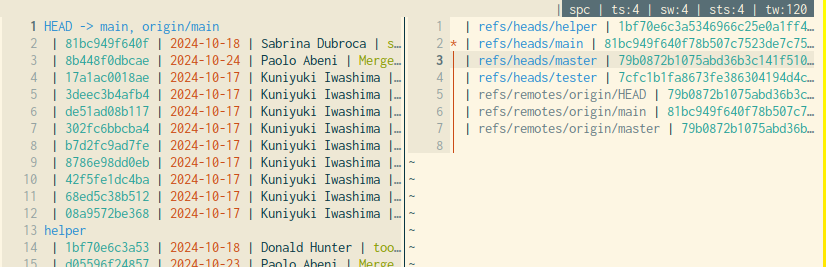 | spc | ts:4 | sw:4 | sts:4 | tw:120
1 HEAD -> main, origin/main
2 | 81bc949f640f | 2024-10-18 | Sabrina Dubroca | s…
3 | 8b448f0dbcae | 2024-10-24 | Paolo Abeni | Merge…
4 | 17a1ac0018ae | 2024-10-17 | Kuniyuki Iwashima |…
5 | 3deec3b4afb4 | 2024-10-17 | Kuniyuki Iwashima |…
6 | de51ad08b117 | 2024-10-17 | Kuniyuki Iwashima |…
7 | 302fc6bbcba4 | 2024-10-17 | Kuniyuki Iwashima |…
8 | b7d2fc9ad7fe | 2024-10-17 | Kuniyuki Iwashima |…
9 | 8786e98dd0eb | 2024-10-17 | Kuniyuki Iwashima |…
10 | 42f5fe1dc4ba | 2024-10-17 | Kuniyuki Iwashima |…
11 | 68ed5c38b512 | 2024-10-17 | Kuniyuki Iwashima |…
12 | 08a9572be368 | 2024-10-17 | Kuniyuki Iwashima |…
13 helper
14 | 1bf70e6c3a53 | 2024-10-18 | Donald Hunter | too…
15 | d05596f24857 | 2024-10-23 | Paolo Abeni | Merge…
1 | refs/heads/helper | 1bf70e6c3a5346966c25e0a1ff4…
2 * | refs/heads/main | 81bc949f640f78b507c7523de7c75…
3 | refs/heads/master | 79b0872b1075abd36b3c141f510…
4 | refs/heads/tester | 7cfc1b1fa8673fe386304194d4c…
5 | refs/remotes/origin/HEAD | 79b0872b1075abd36b3c…
6 | refs/remotes/origin/main | 81bc949f640f78b507c7…
7 | refs/remotes/origin/master | 79b0872b1075abd36b…
8
~
~
~
~
~
~
~